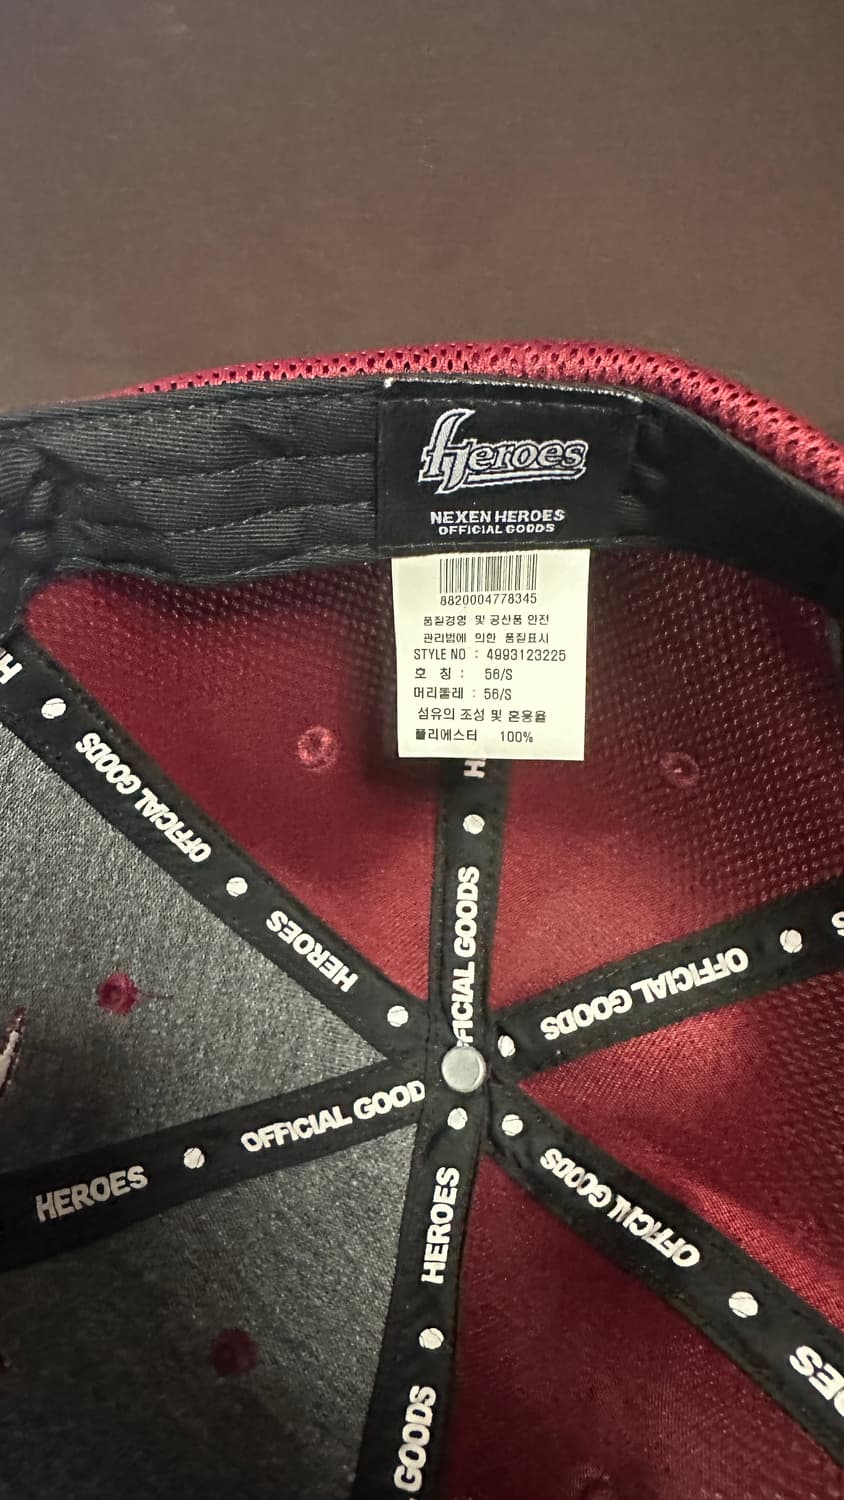 Heroes
NEXEN HEROES
OFFICIAL GOODS
8820004778345
품질경영 및 공산품 안전
관리법에 의한 품질표시
STYLE NO : 4993123225
호 칭 : 56/S
머리둘레 : 56/S
섬유의 조성 및 혼용율
폴리에스터 100%
H
OFFICIAL GOODS
HEROES
H
FICIAL GOODS
OFFICIAL GOODS
S
HEROES
OFFICIAL GOOD
HEROES
GOODS
OFFICIAL GOODS
OES